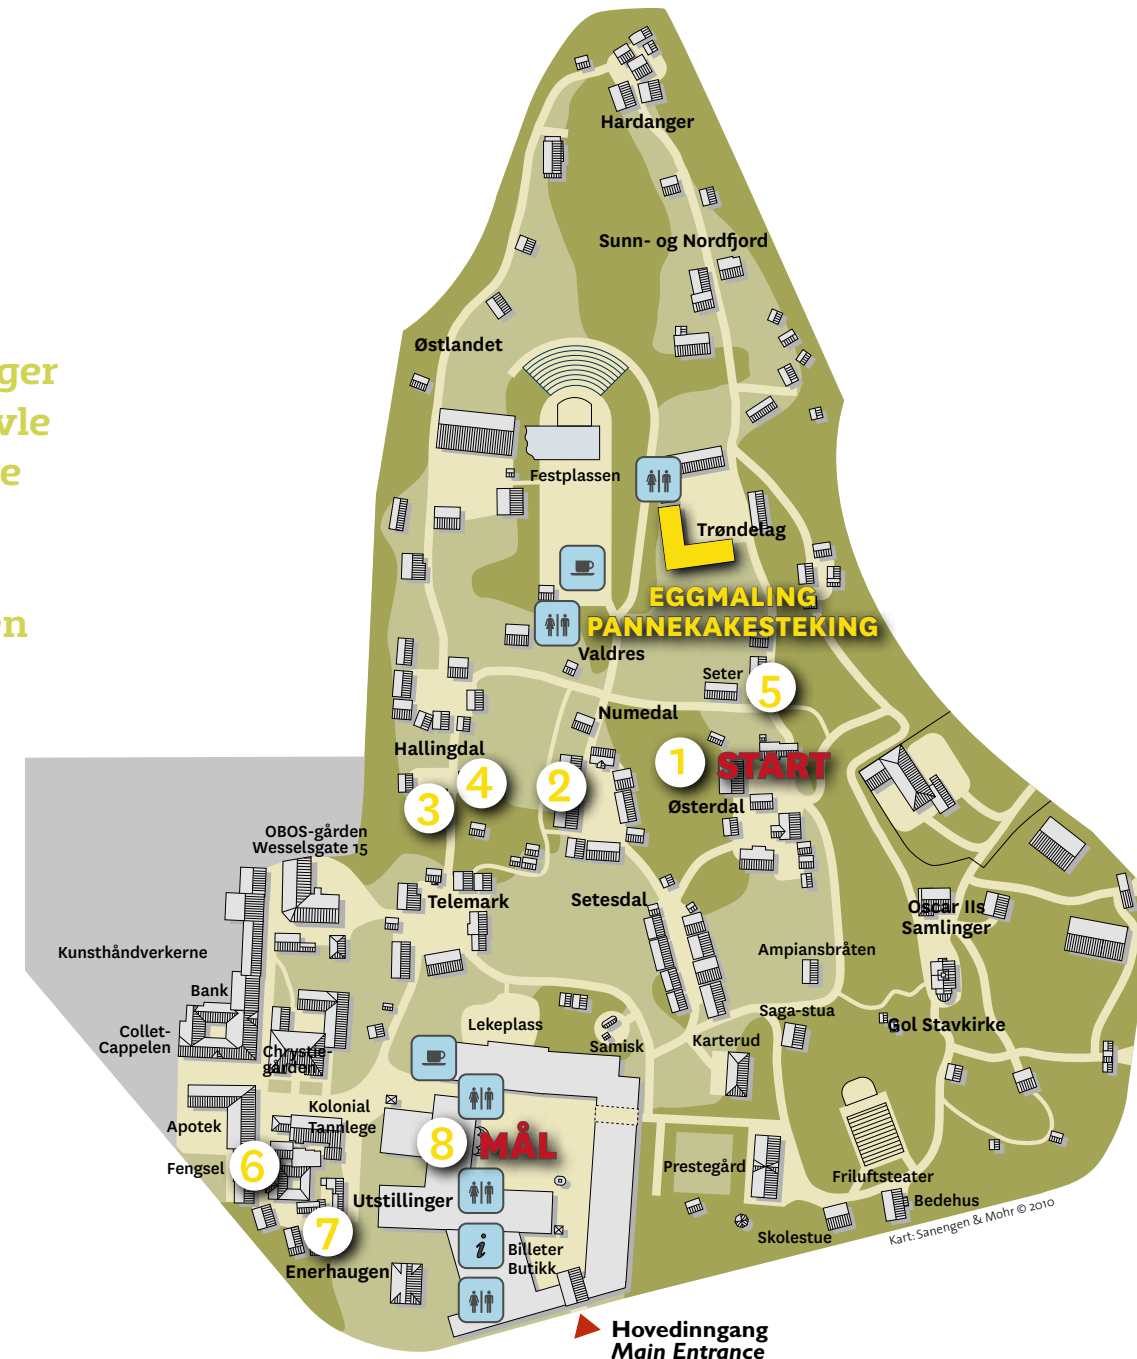 Hardanger
Sunn- og Nordfjord
Østlandet
Festplassen
Trøndelag
EGGMALING
PANNEKAKESTEKING
Valdres
Seter
5
Numedal
Hallingdal
1
START
4
2
3
Østerdal
OBOS-gården
Wesselsgate 15
Telemark
Setesdal
Oscar IIs
Samlinger
Kunsthåndverkerne
Ampiansbråten
Bank
Saga-stua
Gol Stavkirke
Lekeplass
Collet-
Cappelen
Chrystie-
gården
Samisk
Karterud
Kolonial
Tannlege
Apotek
8
MÅL
Fengsel
6
Prestegård
Friluftsteater
Utstillinger
Bedehus
7
Skolestue
Kart: Sanengen & Mohr © 2010
Billeter
Butikk
Enerhaugen
Hovedinngang
Main Entrance